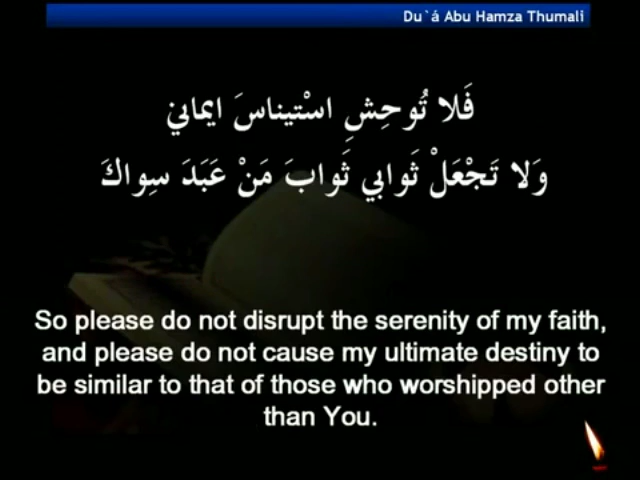 Du`á Abu Hamza Thumali
فَلا تُوحِشِ اسْتيناسَ ايماني
وَلا تَجْعَلْ ثَوابي ثَوابَ مَنْ عَبَدَ سِواكَ
So please do not disrupt the serenity of my faith,
and please do not cause my ultimate destiny to
be similar to that of those who worshipped other
than You.